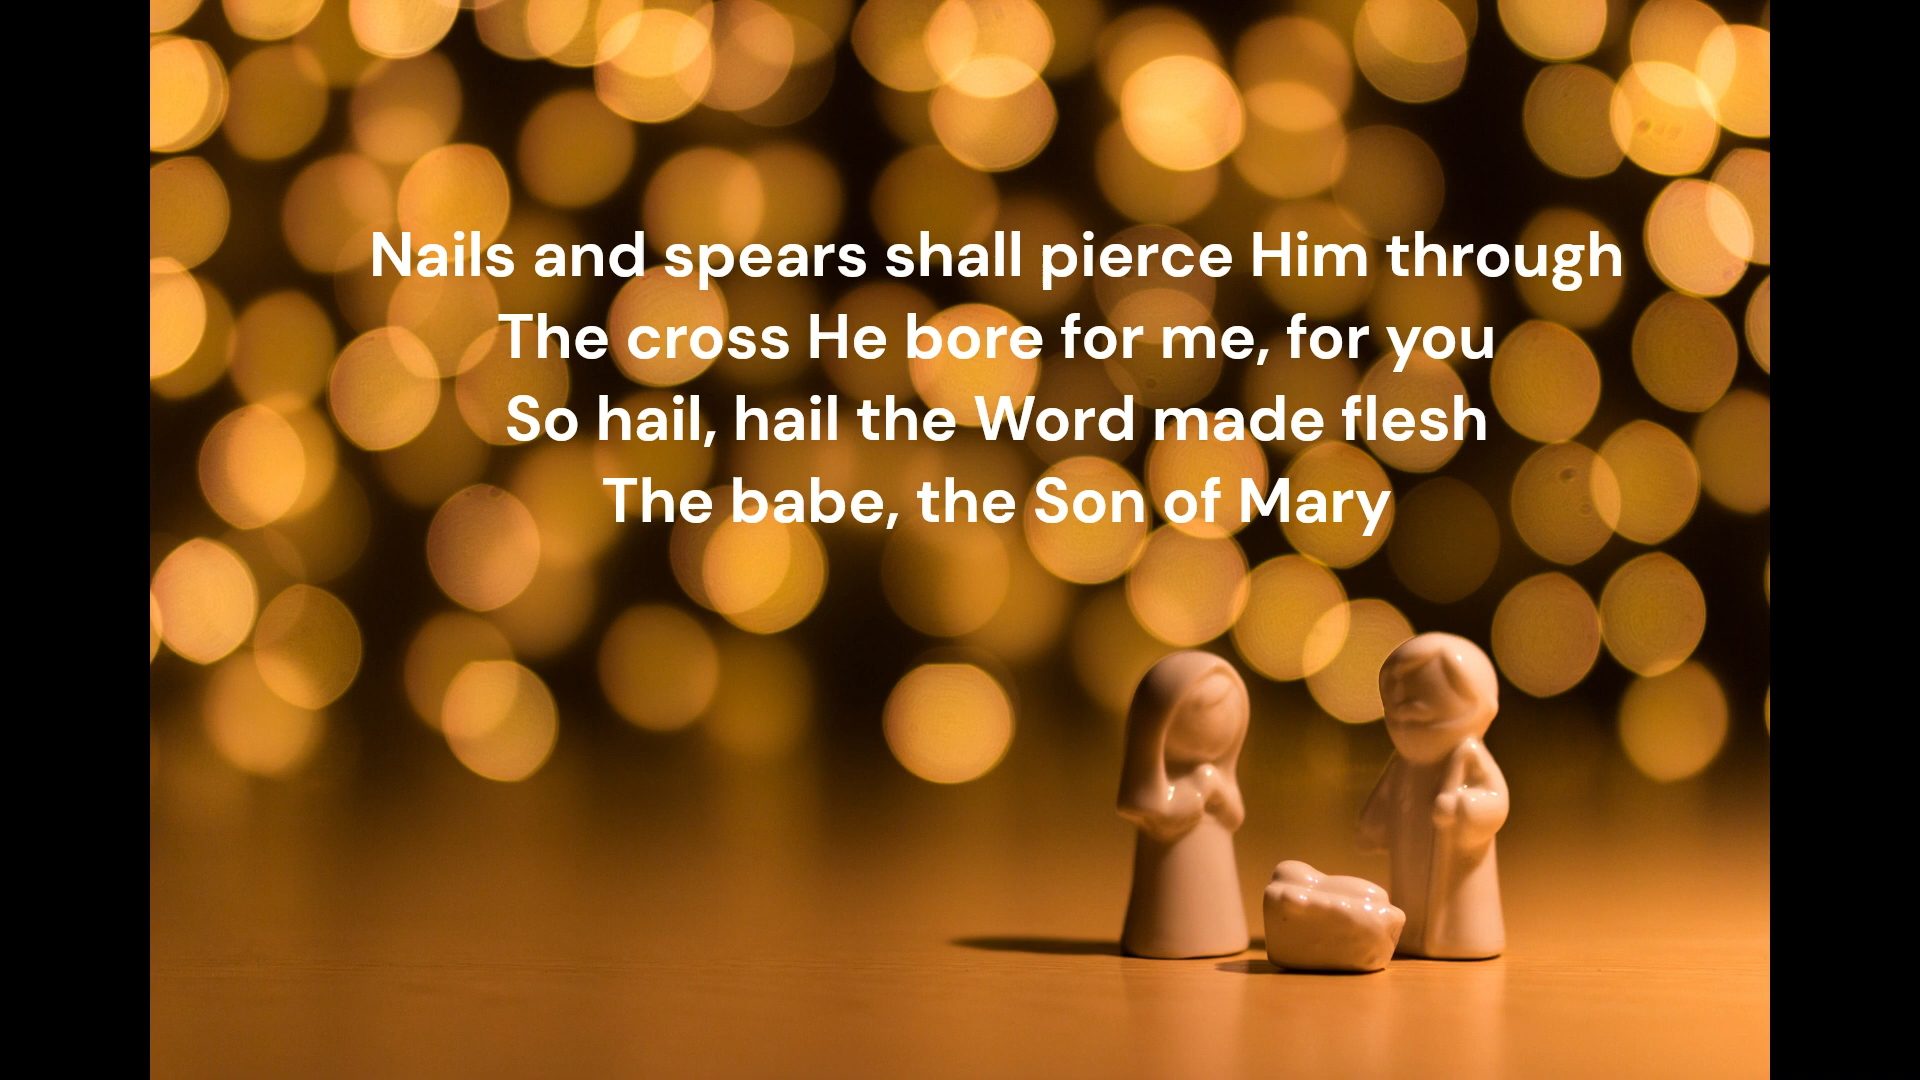 Nails and spears shall pierce Him through
The cross He bore for me, for you
So hail, hail the Word made flesh
The babe, the Son of Mary